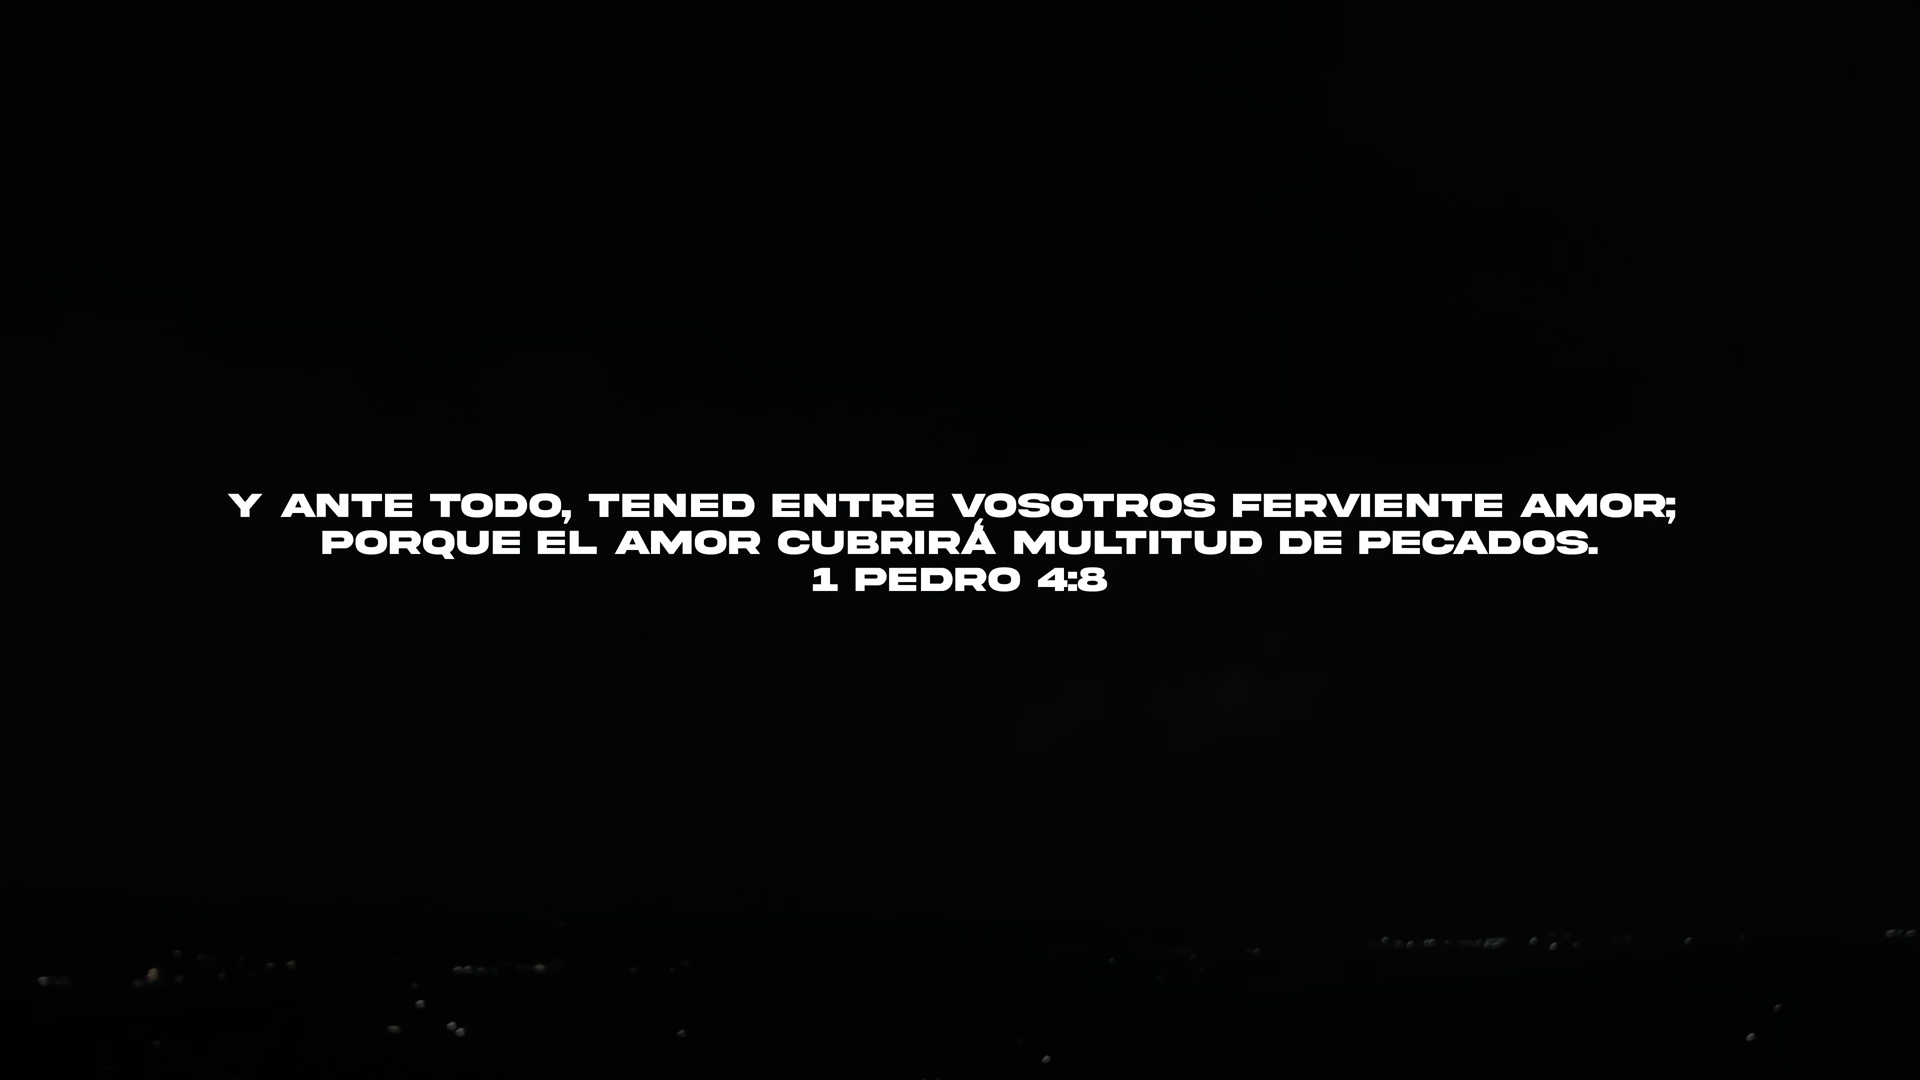 Y ANTE TODO, TENED ENTRE VOSOTROS FERVIENTE AMOR;
PORQUE EL AMOR CUBRIRÁ MULTITUD DE PECADOS.
1 PEDRO 4:8